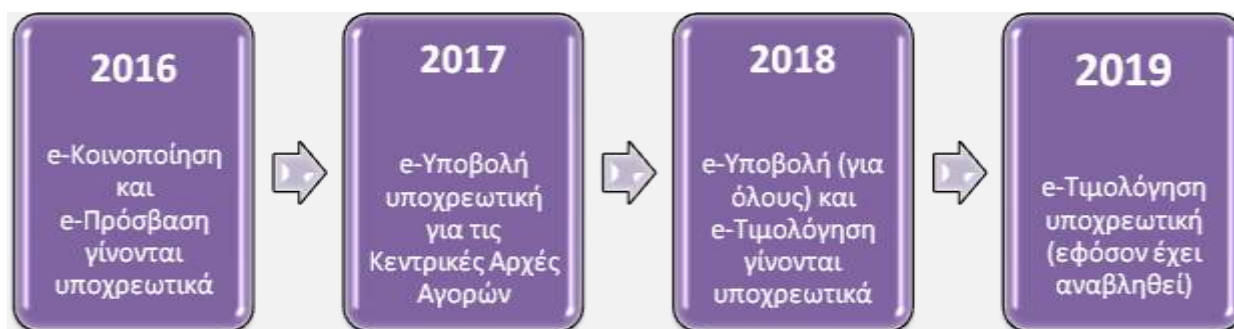 2016
e-Κοινοποίηση
και
e-Πρόσβαση
γίνονται
υποχρεωτικά
2017
e-Υποβολή
υποχρεωτική
για τις
Κεντρικές Αρχές
Αγορών
2018
e-Υποβολή (για
όλους) και
e-Τιμολόγηση
γίνονται
υποχρεωτικά
2019
e-Τιμολόγηση
υποχρεωτική
(εφόσον έχει
αναβληθεί)